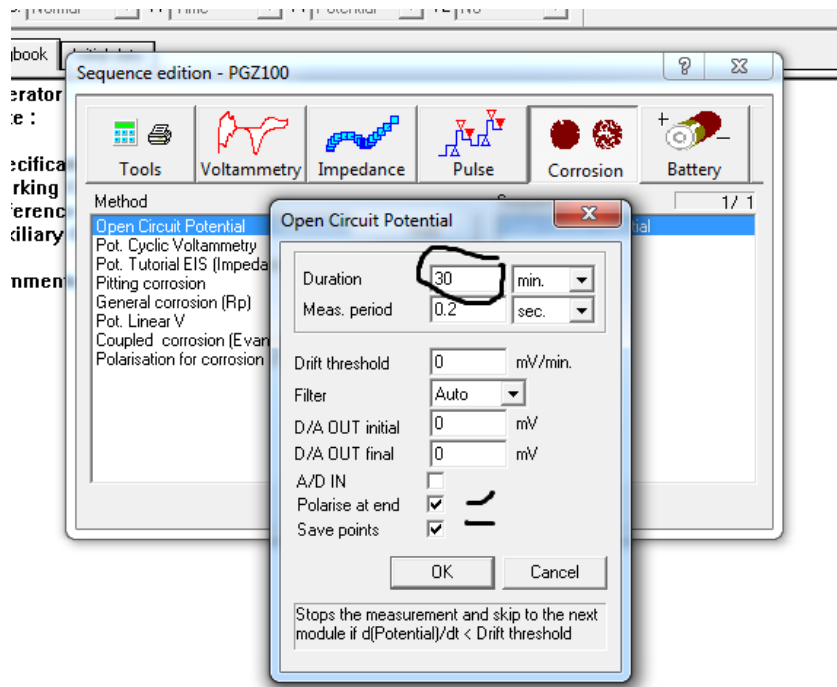 Normal
Time
Potential
No
Sequence edition - PGZ100
Tools
Voltammetry
Impedance
Pulse
Corrosion
Battery
Method
1/ 1
Open Circuit Potential
Pot. Cyclic Voltammetry
Pot. Tutorial EIS (Impeda
Pitting corrosion
General corrosion (Rp)
Pot. Linear V
Coupled corrosion (Evan
Polarisation for corrosion
Open Circuit Potential
Duration 30 min.
Meas. period 0.2 sec.
Drift threshold 0 mV/min.
Filter Auto
D/A OUT initial 0 mV
D/A OUT final 0 mV
A/D IN
Polarise at end
Save points
OK Cancel
Stops the measurement and skip to the next
module if d(Potential)/dt < Drift threshold